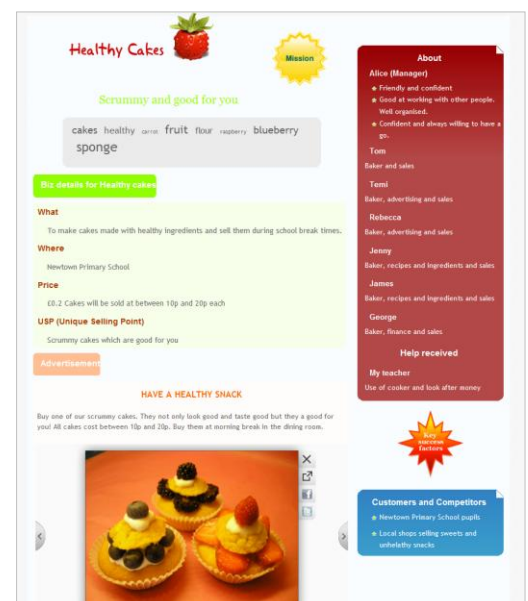 Healthy Cakes
Mission
Scrummy and good for you
cakes healthy carrot fruit flour raspberry blueberry
sponge
Biz details for Healthy cakes
What
To make cakes made with healthy ingredients and sell them during school break times.
Where
Newtown Primary School
Price
£0.2 Cakes will be sold at between 10p and 20p each
USP (Unique Selling Point)
Scrummy cakes which are good for you
Advertisement
HAVE A HEALTHY SNACK
Buy one of our scrummy cakes. They not only look good and taste good but they a good for
you! All cakes cost between 10p and 20p. Buy them at morning break in the dining room.
About
Alice (Manager)
Friendly and confident
Good at working with other people.
Well organised.
Confident and always willing to have a
go.
Tom
Baker and sales
Temi
Baker, advertising and sales
Rebecca
Baker, advertising and sales
Jenny
Baker, recipes and ingredients and sales
James
Baker, recipes and ingredients and sales
George
Baker, finance and sales
Help received
My teacher
Use of cooker and look after money
Key
success
factors
Customers and Competitors
Newtown Primary School pupils
Local shops selling sweets and
unhelathy snacks